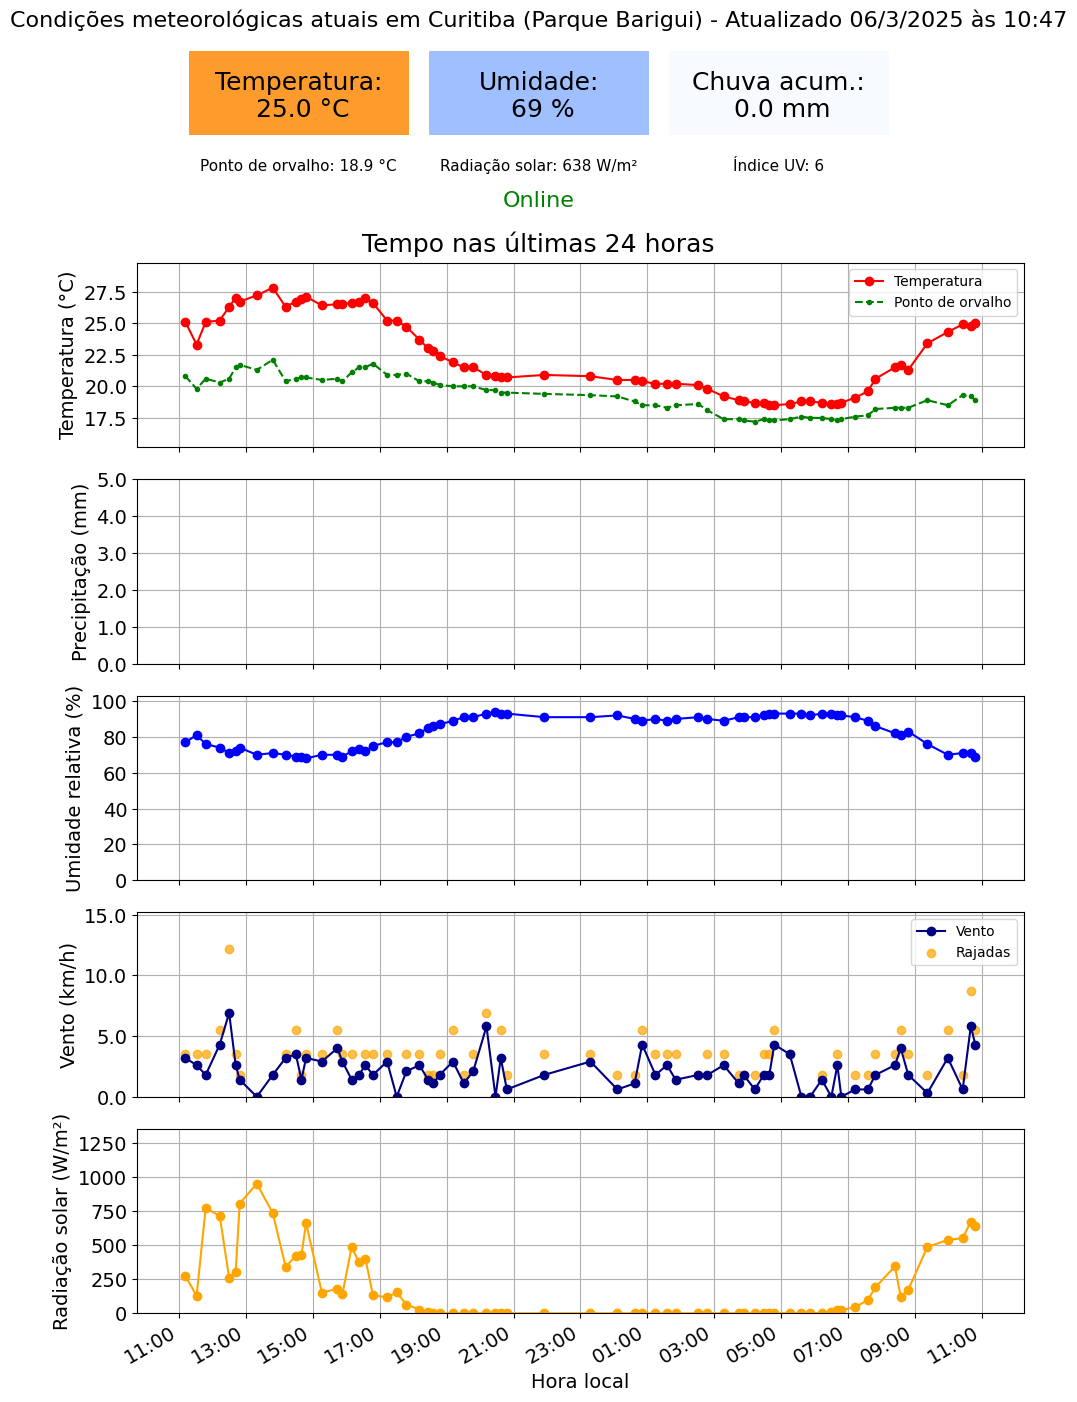 Condições meteorológicas atuais em Curitiba (Parque Barigui) - Atualizado 06/3/2025 às 10:47
Temperatura:
25.0 °C
Umidade:
69 %
Chuva acum.:
0.0 mm
Ponto de orvalho: 18.9 °C
Radiação solar: 638 W/m²
Índice UV: 6
Online
Tempo nas últimas 24 horas
Temperatura (°C)
27.5
25.0
22.5
20.0
17.5
Temperatura
Ponto de orvalho
Precipitação (mm)
5.0
4.0
3.0
2.0
1.0
0.0
Umidade relativa (%)
100
80
60
40
20
0
Vento (km/h)
15.0
10.0
5.0
0.0
Vento
Rajadas
Radiação solar (W/m²)
1250
1000
750
500
250
0
11:00
13:00
15:00
17:00
19:00
21:00
23:00
01:00
03:00
05:00
07:00
09:00
11:00
Hora local